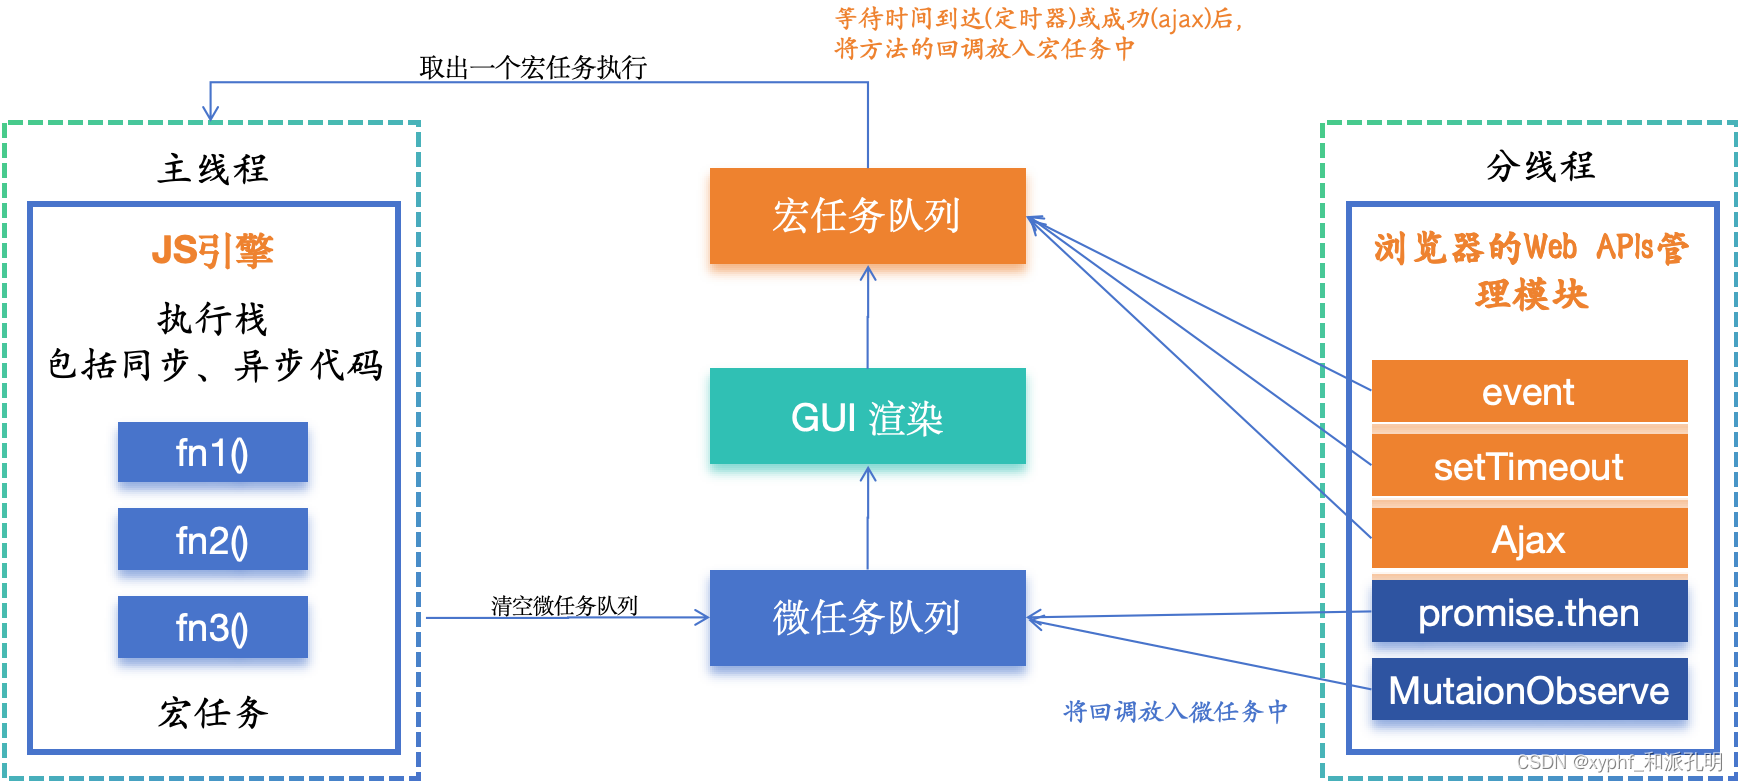 等待时间到达(定时器)或成功(ajax)后,
将方法的回调放入宏任务中
取出一个宏任务执行
主线程
JS引擎
执行栈
包括同步、异步代码
fn1()
fn2()
fn3()
宏任务
清空微任务队列
宏任务队列
GUI 渲染
微任务队列
将回调放入微任务中
分线程
浏览器的Web APIs管
理模块
event
setTimeout
Ajax
promise.then
MutaionObserve
CSDN @xyphf_和派孔明